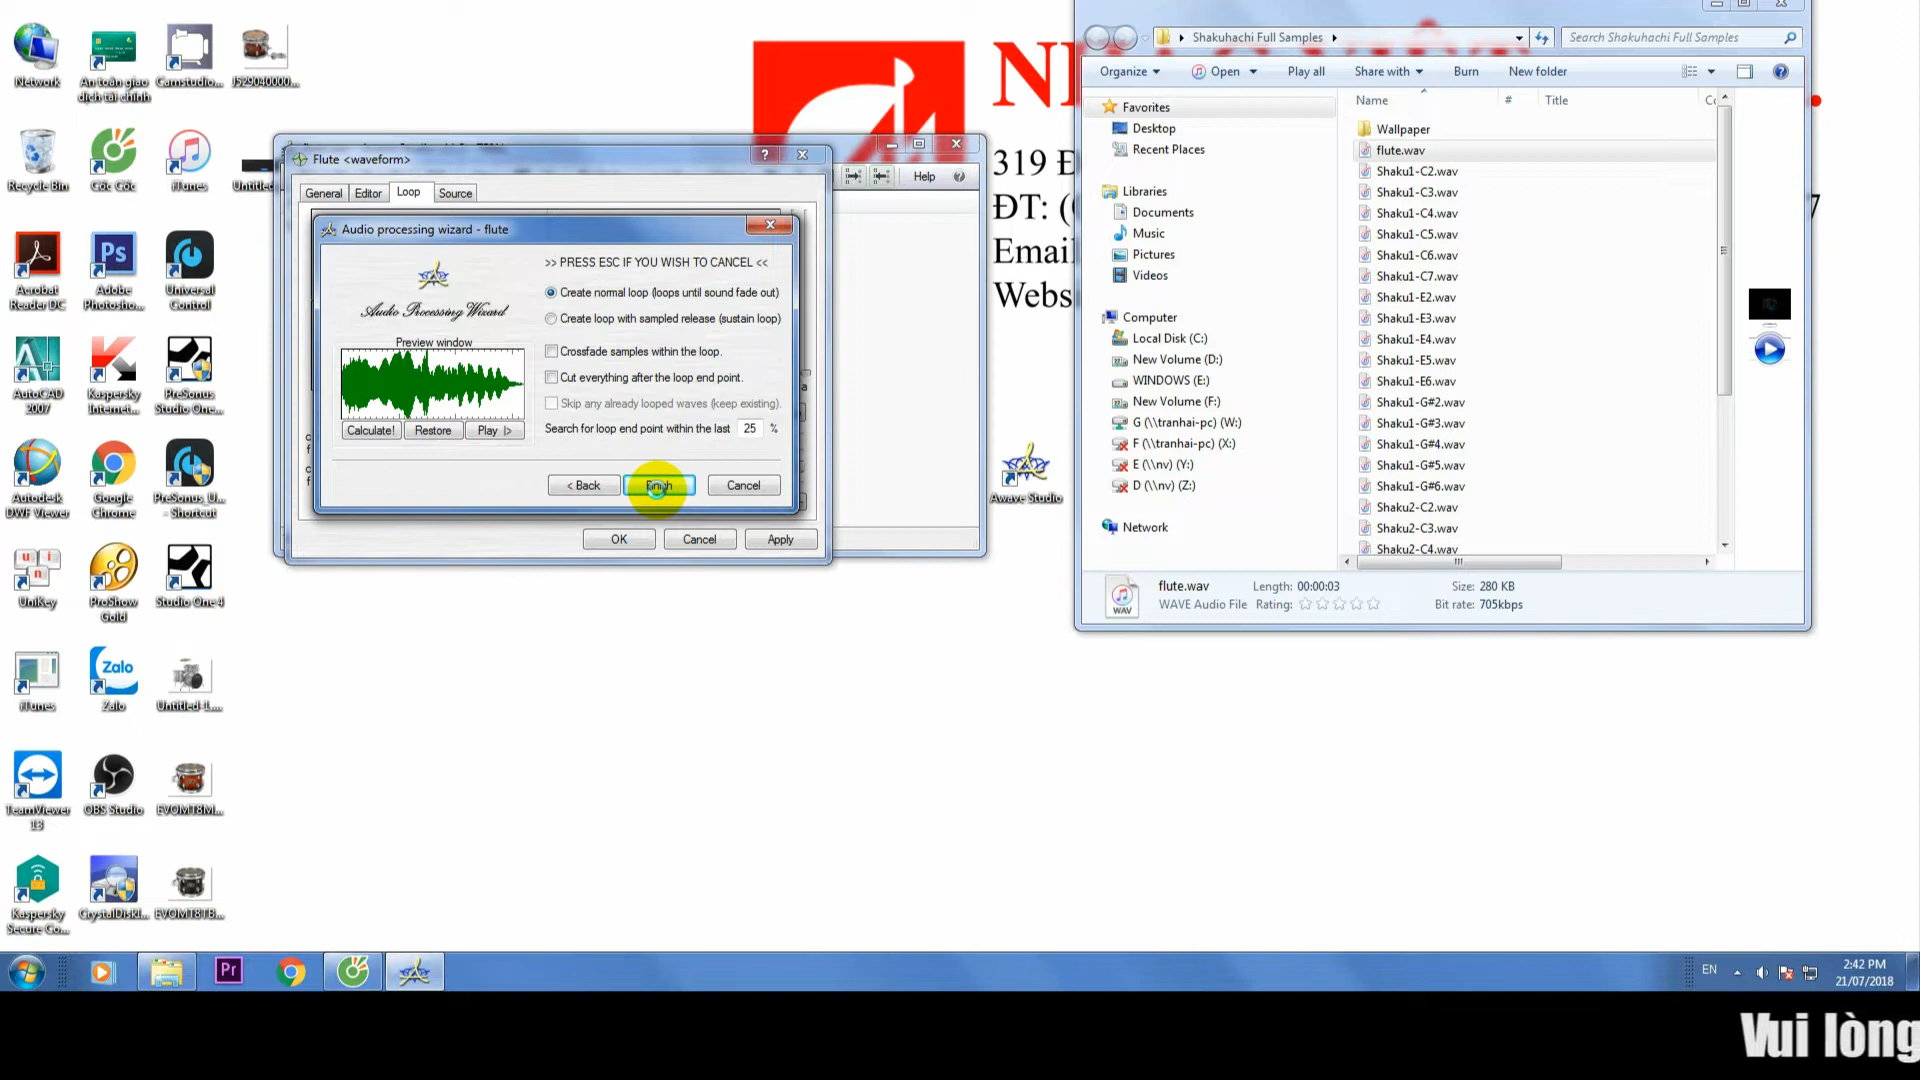 Network
An toàn giao
dịch tài chính
Camstudio...
JS29040000...
Recycle Bin
Cốc Cốc
iTunes
Acrobat
Reader DC
Adobe
Photosho...
Universal
Control
AutoCAD
2007
Kaspersky
Internet...
PreSonus
Studio One...
Autodesk
DWF Viewer
Google
Chrome
PreSonus_U...
- Shortcut
UniKey
ProShow
Gold
Studio One 4
iTunes
Zalo
Zalo
Untitled-1....
TeamViewer
13
OBS Studio
EVOMT8M...
Kaspersky
Secure Co...
CrystalDiskI...
EVOMT8TB...
319 Đ
ĐT: (
Email
Webs
7
Awave Studio
Help
Flute <waveform>
General
Editor
Loop
Source
Audio processing wizard - flute
>> PRESS ESC IF YOU WISH TO CANCEL <<
Audio Processing Wizard
Create normal loop (loops until sound fade out)
Create loop with sampled release (sustain loop)
Preview window
Crossfade samples within the loop.
Cut everything after the loop end point.
Skip any already looped waves (keep existing).
Search for loop end point within the last 25 %
Calculate!
Restore
Play |>
< Back
Finish
Cancel
OK
Cancel
Apply
Shakuhachi Full Samples
Search Shakuhachi Full Samples
Organize
Open
Play all
Share with
Burn
New folder
Favorites
Desktop
Recent Places
Libraries
Documents
Music
Pictures
Videos
Computer
Local Disk (C:)
New Volume (D:)
WINDOWS (E:)
New Volume (F:)
G (\\tranhai-pc) (W:)
F (\\tranhai-pc) (X:)
E (\\nv) (Y:)
D (\\nv) (Z:)
Network
Name
#
Title
Wallpaper
flute.wav
Shaku1-C2.wav
Shaku1-C3.wav
Shaku1-C4.wav
Shaku1-C5.wav
Shaku1-C6.wav
Shaku1-C7.wav
Shaku1-E2.wav
Shaku1-E3.wav
Shaku1-E4.wav
Shaku1-E5.wav
Shaku1-E6.wav
Shaku1-G#2.wav
Shaku1-G#3.wav
Shaku1-G#4.wav
Shaku1-G#5.wav
Shaku1-G#6.wav
Shaku2-C2.wav
Shaku2-C3.wav
Shaku2-C4.wav
flute.wav
Length: 00:00:03
Size: 280 KB
WAVE Audio File
Rating:
Bit rate: 705kbps
WAV
EN
2:42 PM
21/07/2018
Vui lòng